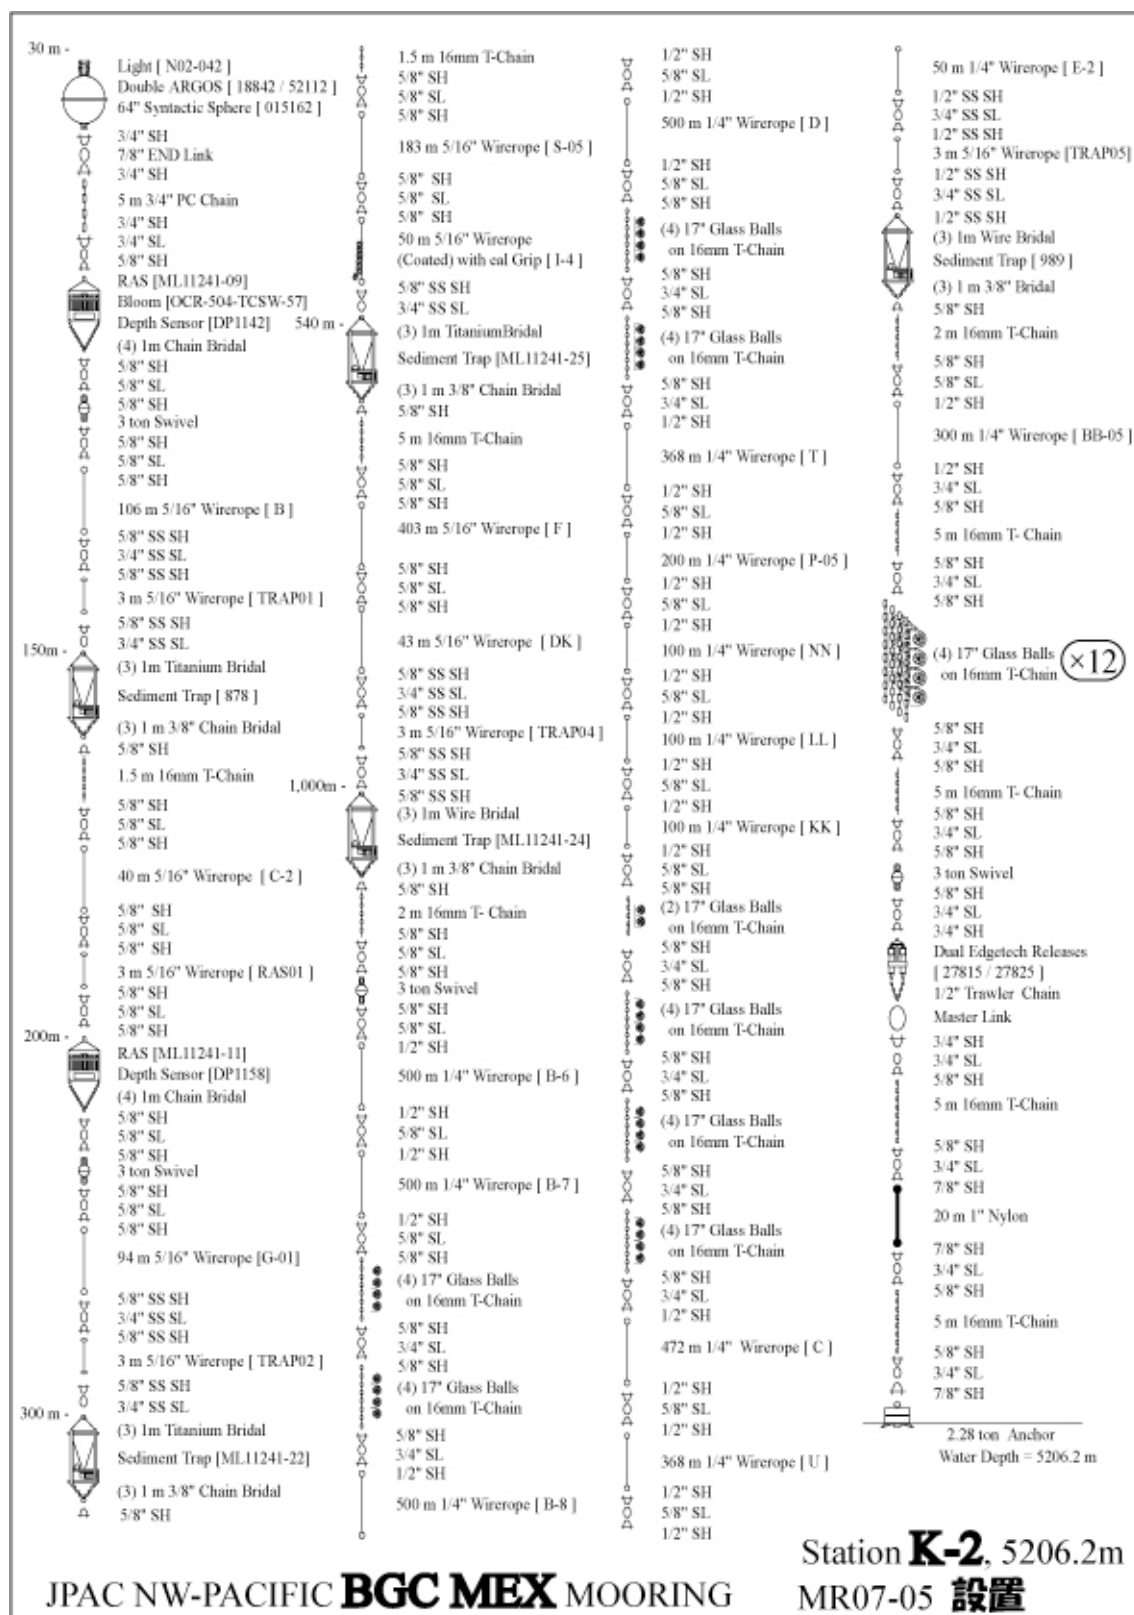 30 m -
Light [ N02-042 ]
Double ARGOS [ 18842 / 52112 ]
64" Syntactic Sphere [ 015162 ]
3/4" SH
7/8" END Link
3/4" SH
5 m 3/4" PC Chain
3/4" SH
3/4" SL
5/8" SH
RAS [ML11241-09]
Bloom [OCR-504-TCSW-57]
Depth Sensor [DP1142]
(4) 1m Chain Bridal
5/8" SH
5/8" SL
5/8" SH
3 ton Swivel
5/8" SH
5/8" SL
5/8" SH
106 m 5/16" Wirerope [ B ]
5/8" SS SH
3/4" SS SL
5/8" SS SH
3 m 5/16" Wirerope [ TRAP01 ]
5/8" SS SH
3/4" SS SL
150m -
(3) 1m Titanium Bridal
Sediment Trap [ 878 ]
(3) 1 m 3/8" Chain Bridal
5/8" SH
1.5 m 16mm T-Chain
5/8" SH
5/8" SL
5/8" SH
40 m 5/16" Wirerope [ C-2 ]
5/8" SH
5/8" SL
5/8" SH
3 m 5/16" Wirerope [ RAS01 ]
5/8" SH
5/8" SL
5/8" SH
200m -
RAS [ML11241-11]
Depth Sensor [DP1158]
(4) 1m Chain Bridal
5/8" SH
5/8" SL
5/8" SH
3 ton Swivel
5/8" SH
5/8" SL
5/8" SH
94 m 5/16" Wirerope [G-01]
5/8" SS SH
3/4" SS SL
5/8" SS SH
3 m 5/16" Wirerope [ TRAP02 ]
5/8" SS SH
3/4" SS SL
300 m -
(3) 1m Titanium Bridal
Sediment Trap [ML11241-22]
(3) 1 m 3/8" Chain Bridal
5/8" SH
1.5 m 16mm T-Chain
5/8" SH
5/8" SL
5/8" SH
183 m 5/16" Wirerope [ S-05 ]
5/8" SH
5/8" SL
5/8" SH
50 m 5/16" Wirerope
(Coated) with eal Grip [ I-4 ]
5/8" SS SH
3/4" SS SL
540 m -
(3) 1m TitaniumBridal
Sediment Trap [ML11241-25]
(3) 1 m 3/8" Chain Bridal
5/8" SH
5 m 16mm T-Chain
5/8" SH
5/8" SL
5/8" SH
403 m 5/16" Wirerope [ F ]
5/8" SH
5/8" SL
5/8" SH
43 m 5/16" Wirerope [ DK ]
5/8" SS SH
3/4" SS SL
5/8" SS SH
3 m 5/16" Wirerope [ TRAP04 ]
5/8" SS SH
3/4" SS SL
5/8" SS SH
1,000m -
(3) 1m Wire Bridal
Sediment Trap [ML11241-24]
(3) 1 m 3/8" Chain Bridal
5/8" SH
2 m 16mm T- Chain
5/8" SH
5/8" SL
5/8" SH
3 ton Swivel
5/8" SH
5/8" SL
1/2" SH
500 m 1/4" Wirerope [ B-6 ]
1/2" SH
5/8" SL
1/2" SH
500 m 1/4" Wirerope [ B-7 ]
1/2" SH
5/8" SL
5/8" SH
(4) 17" Glass Balls
on 16mm T-Chain
5/8" SH
3/4" SL
5/8" SH
(4) 17" Glass Balls
on 16mm T-Chain
5/8" SH
3/4" SL
1/2" SH
500 m 1/4" Wirerope [ B-8 ]
1/2" SH
5/8" SL
1/2" SH
500 m 1/4" Wirerope [ D ]
1/2" SH
5/8" SL
5/8" SH
(4) 17" Glass Balls
on 16mm T-Chain
5/8" SH
3/4" SL
5/8" SH
(4) 17" Glass Balls
on 16mm T-Chain
5/8" SH
3/4" SL
1/2" SH
368 m 1/4" Wirerope [ T ]
1/2" SH
5/8" SL
1/2" SH
200 m 1/4" Wirerope [ P-05 ]
1/2" SH
5/8" SL
1/2" SH
100 m 1/4" Wirerope [ NN ]
1/2" SH
5/8" SL
1/2" SH
100 m 1/4" Wirerope [ LL ]
1/2" SH
5/8" SL
1/2" SH
100 m 1/4" Wirerope [ KK ]
1/2" SH
5/8" SL
5/8" SH
(2) 17" Glass Balls
on 16mm T-Chain
5/8" SH
3/4" SL
5/8" SH
(4) 17" Glass Balls
on 16mm T-Chain
5/8" SH
3/4" SL
5/8" SH
(4) 17" Glass Balls
on 16mm T-Chain
5/8" SH
3/4" SL
5/8" SH
(4) 17" Glass Balls
on 16mm T-Chain
5/8" SH
3/4" SL
1/2" SH
472 m 1/4" Wirerope [ C ]
1/2" SH
5/8" SL
1/2" SH
368 m 1/4" Wirerope [ U ]
1/2" SH
5/8" SL
1/2" SH
50 m 1/4" Wirerope [ E-2 ]
1/2" SS SH
3/4" SS SL
1/2" SS SH
3 m 5/16" Wirerope [TRAP05]
1/2" SS SH
3/4" SS SL
1/2" SS SH
(3) 1m Wire Bridal
Sediment Trap [ 989 ]
(3) 1 m 3/8" Bridal
5/8" SH
2 m 16mm T-Chain
5/8" SH
5/8" SL
1/2" SH
300 m 1/4" Wirerope [ BB-05 ]
1/2" SH
3/4" SL
5/8" SH
5 m 16mm T- Chain
5/8" SH
3/4" SL
5/8" SH
(4) 17" Glass Balls
on 16mm T-Chain
×12
5/8" SH
3/4" SL
5/8" SH
5 m 16mm T- Chain
5/8" SH
3/4" SL
5/8" SH
3 ton Swivel
5/8" SH
3/4" SL
3/4" SH
Dual Edgetech Releases
[ 27815 / 27825 ]
1/2" Trawler Chain
Master Link
3/4" SH
3/4" SL
5/8" SH
5 m 16mm T-Chain
5/8" SH
3/4" SL
7/8" SH
20 m 1" Nylon
7/8" SH
3/4" SL
5/8" SH
5 m 16mm T-Chain
5/8" SH
3/4" SL
7/8" SH
2.28 ton Anchor
Water Depth = 5206.2 m
Station K-2, 5206.2m
JPAC NW-PACIFIC BGC MEX MOORING
MR07-05 設置